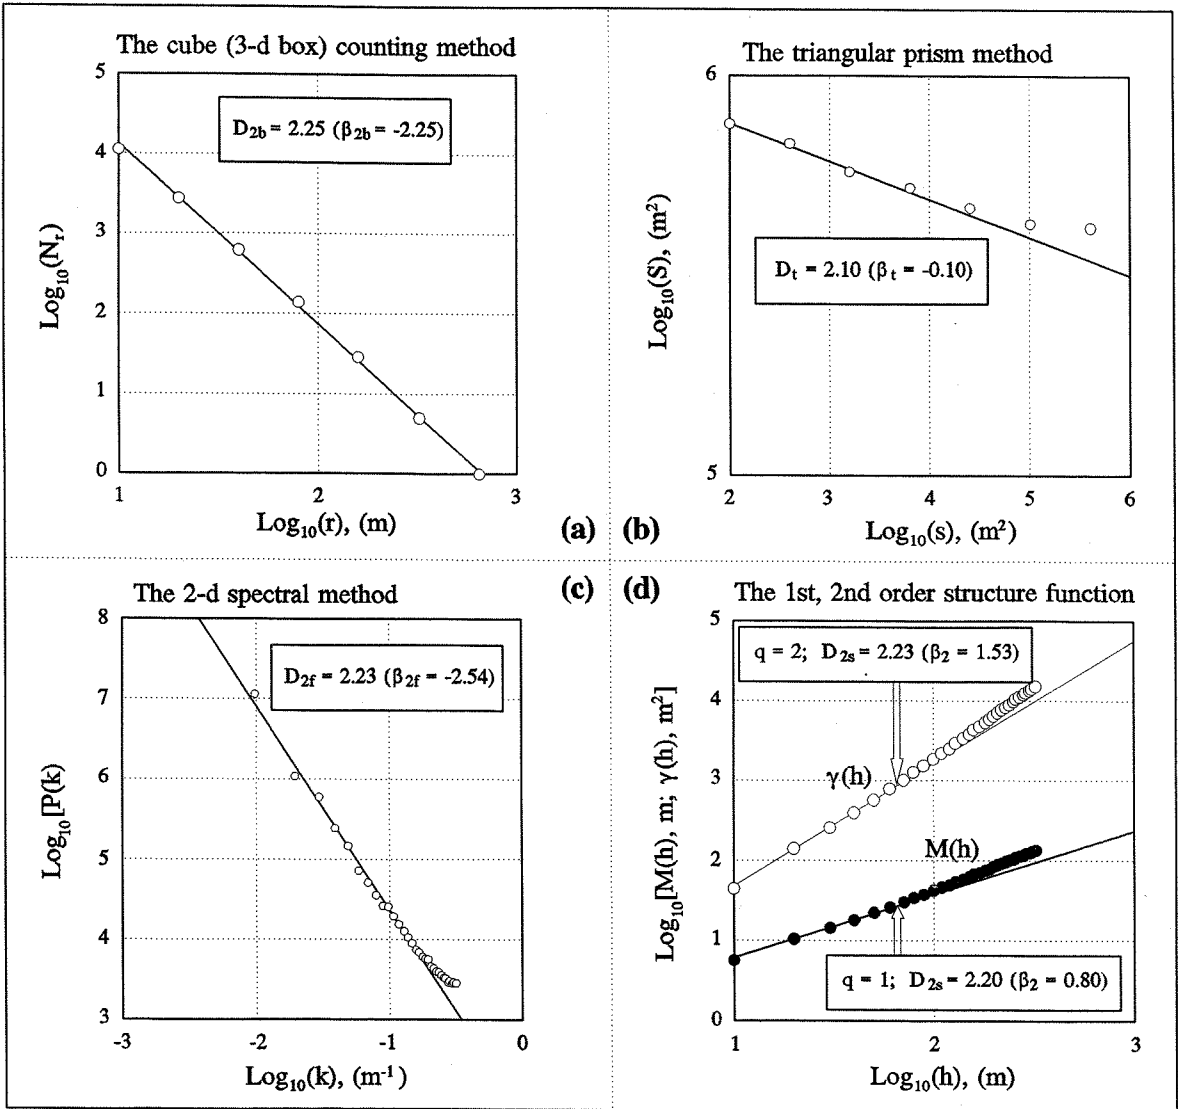 The cube (3-d box) counting method
5
4
3
2
1
0
Log₁₀(Nᵣ)
D₂b = 2.25 (β₂b = -2.25)
1 2 3
Log₁₀(r), (m)
(a)
The triangular prism method
6
5
Log₁₀(S), (m²)
Dₜ = 2.10 (βₜ = -0.10)
2 3 4 5 6
Log₁₀(s), (m²)
(b)
The 2-d spectral method
(c)
8
7
6
5
4
3
Log₁₀[P(k)
D₂f = 2.23 (β₂f = -2.54)
-3 -2 -1 0
Log₁₀(k), (m⁻¹)
(d)
The 1st, 2nd order structure function
5
4
3
2
1
0
Log₁₀[M(h), m; γ(h), m²]
q = 2; D₂s = 2.23 (β₂ = 1.53)
γ(h)
M(h)
q = 1; D₂s = 2.20 (β₂ = 0.80)
1 2 3
Log₁₀(h), (m)